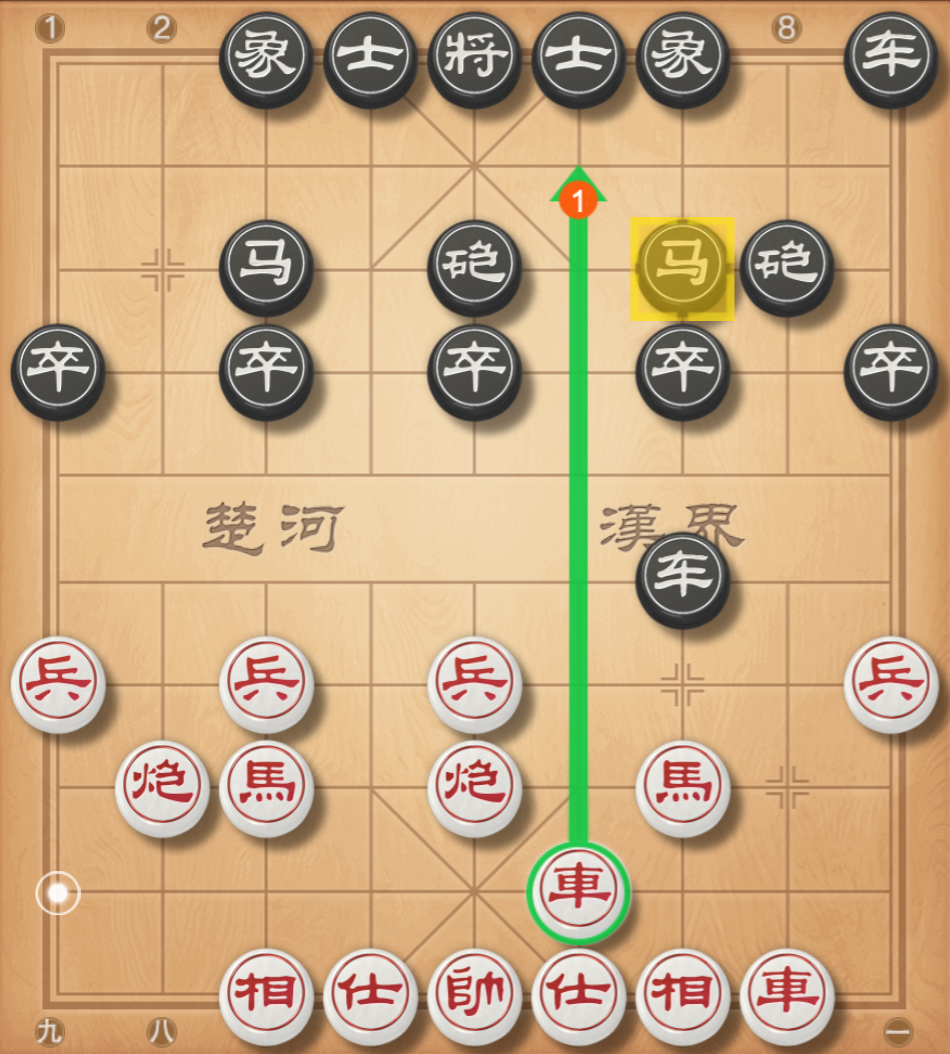 1 2 8
象 士 將 士 象 车
1
马 砲 马 砲
卒 卒 卒 卒 卒
楚河 漢界
车
兵 兵 兵 兵
炮 馬 炮 馬
車
相 仕 帥 仕 相 車
九 八 一